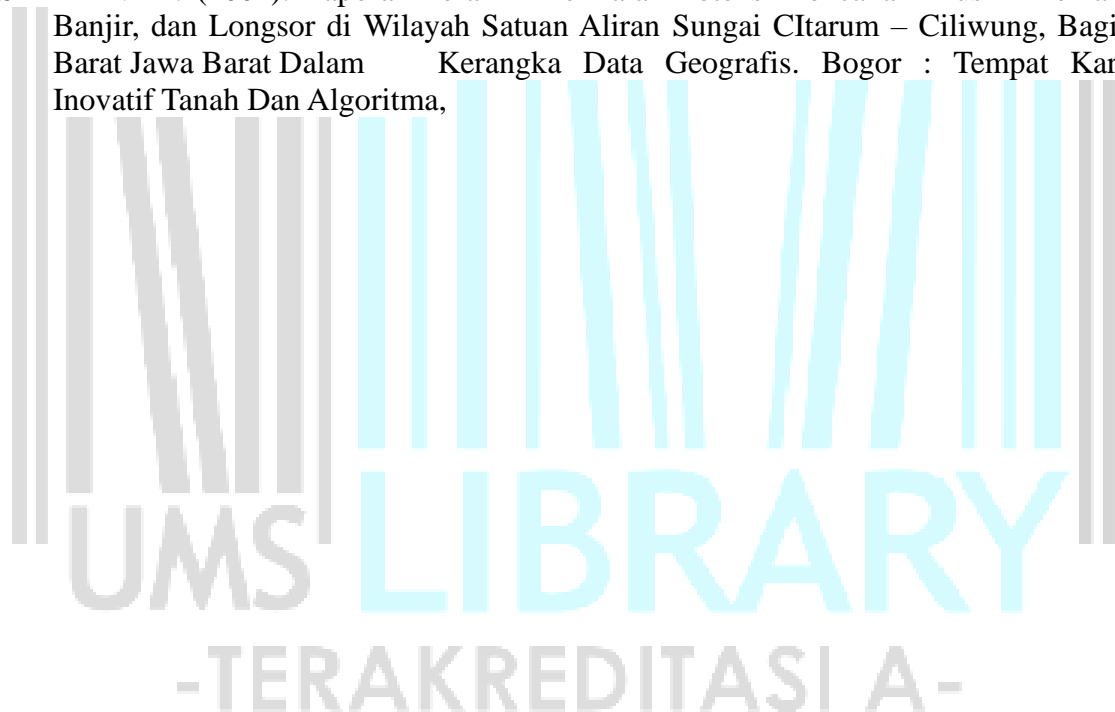 Banjir, dan Longsor di Wilayah Satuan Aliran Sungai CItarum – Ciliwung, Bagi
Barat Jawa Barat Dalam Kerangka Data Geografis. Bogor : Tempat Kar
Inovatif Tanah Dan Algoritma,
UMS LIBRARY
-TERAKREDITASI A-